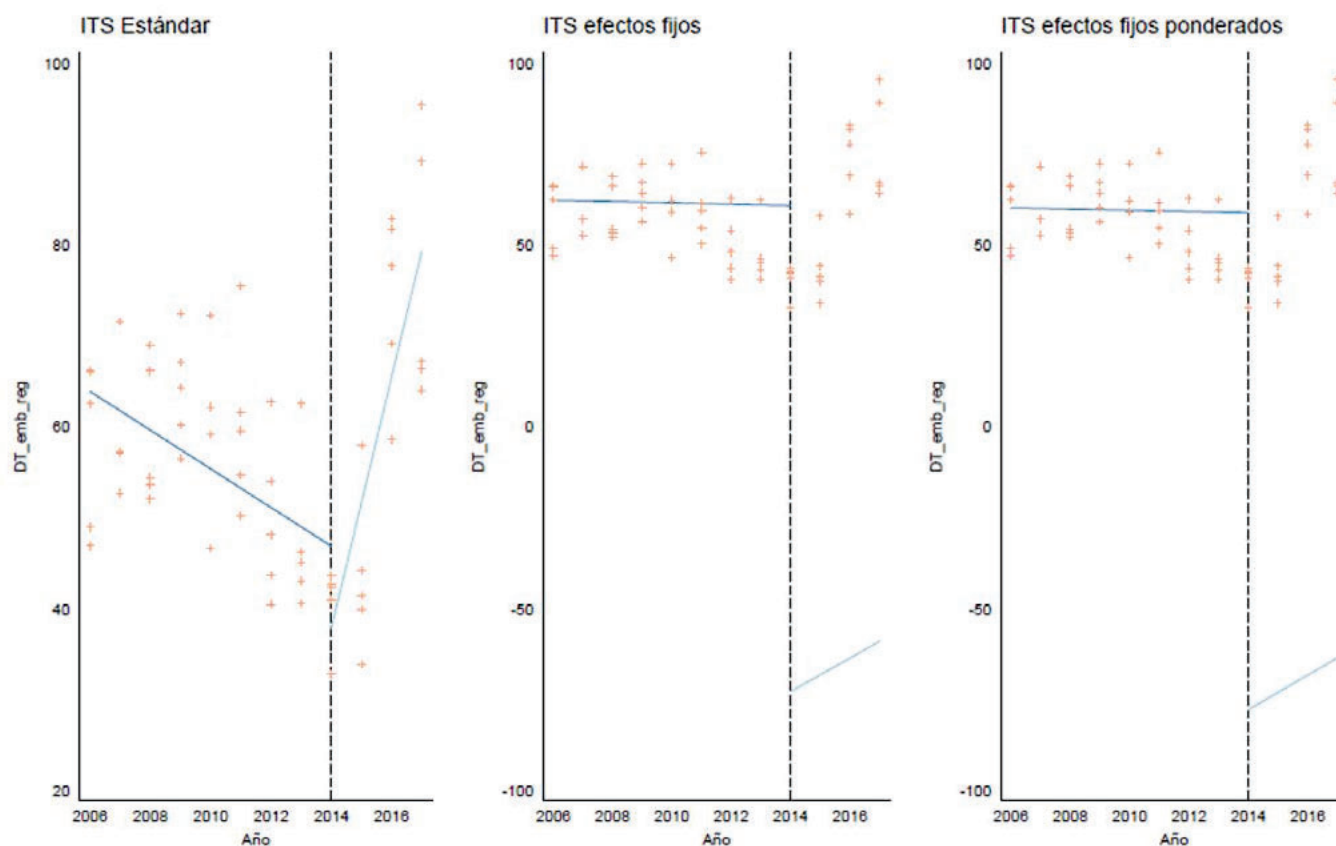 ITS Estándar
100
80
60
40
20
DT_emb_reg
2006 2008 2010 2012 2014 2016
Año
ITS efectos fijos
100
50
0
-50
-100
DT_emb_reg
2006 2008 2010 2012 2014 2016
Año
ITS efectos fijos ponderados
100
50
0
-50
-100
DT_emb_reg
2006 2008 2010 2012 2014 2016
Año